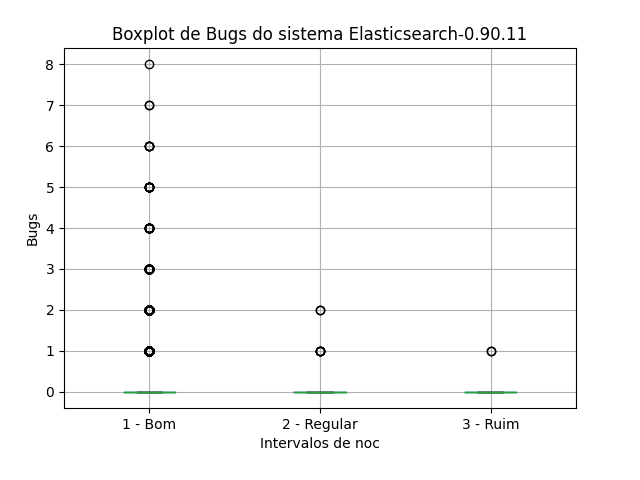 Boxplot de Bugs do sistema Elasticsearch-0.90.11
Bugs
8
7
6
5
4
3
2
1
0
1 - Bom
2 - Regular
3 - Ruim
Intervalos de noc